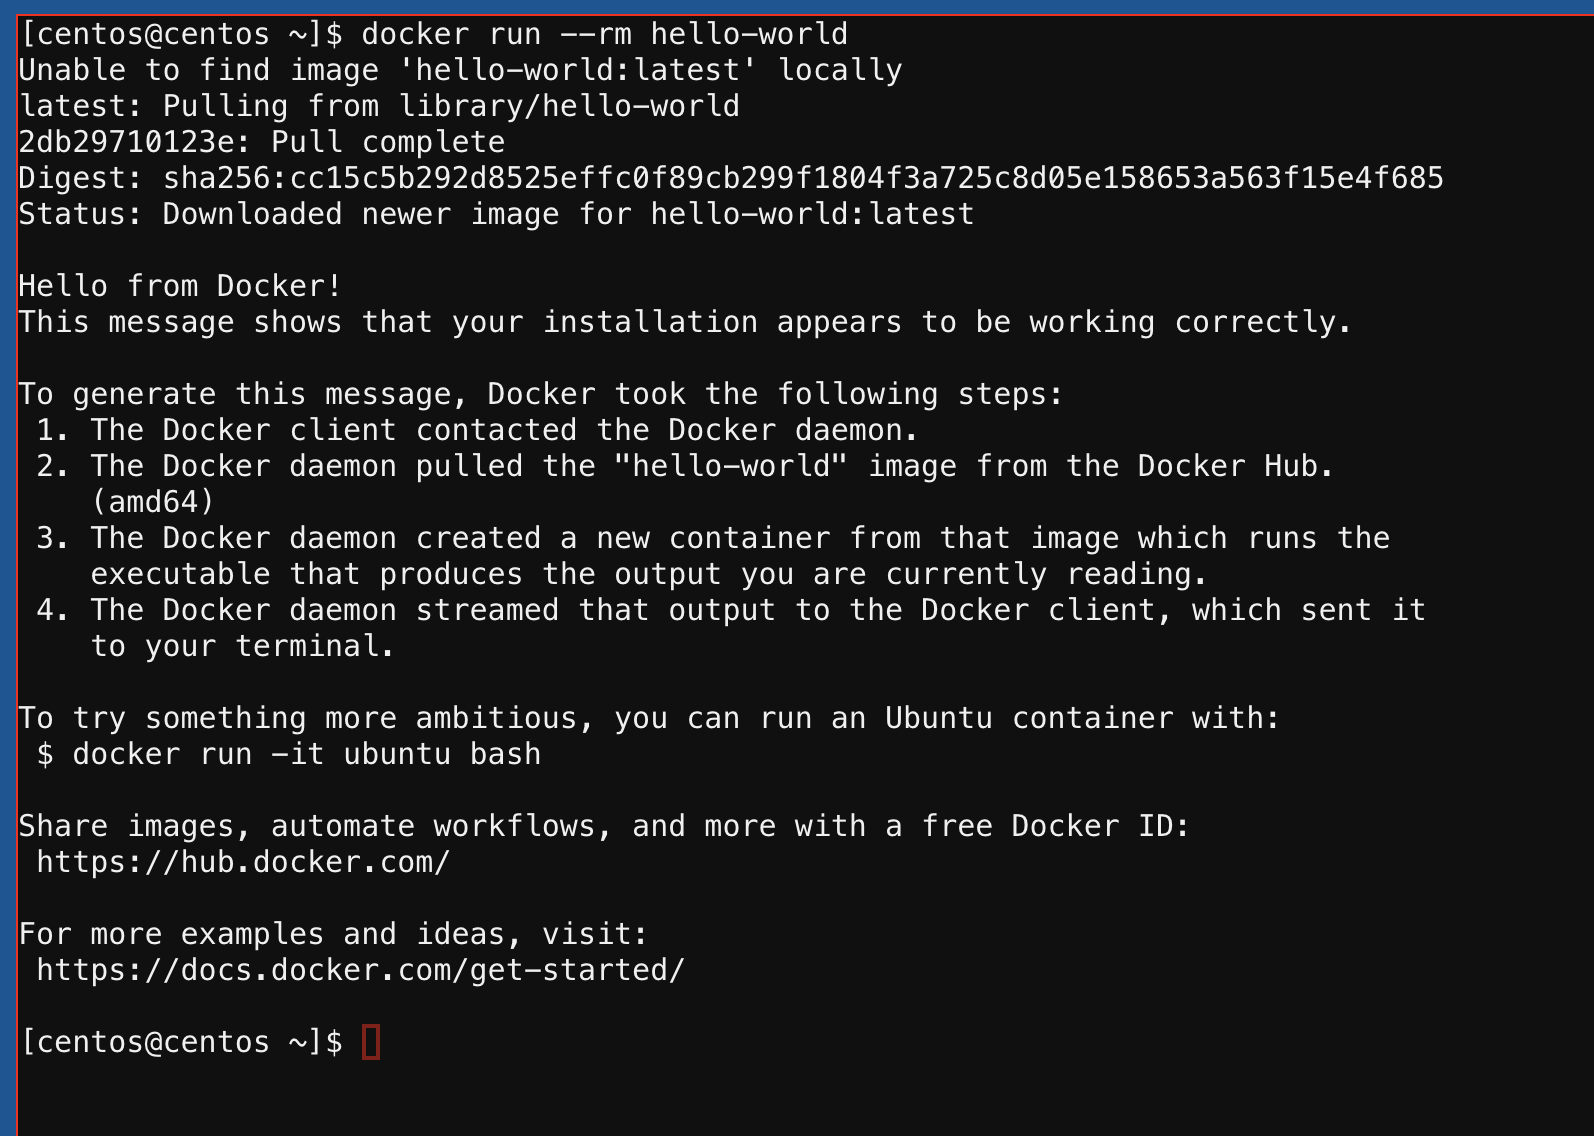 [centos@centos ~]$ docker run --rm hello-world
Unable to find image 'hello-world:latest' locally
latest: Pulling from library/hello-world
2db29710123e: Pull complete
Digest: sha256:cc15c5b292d8525effc0f89cb299f1804f3a725c8d05e158653a563f15e4f685
Status: Downloaded newer image for hello-world:latest

Hello from Docker!
This message shows that your installation appears to be working correctly.

To generate this message, Docker took the following steps:
 1. The Docker client contacted the Docker daemon.
 2. The Docker daemon pulled the "hello-world" image from the Docker Hub.
    (amd64)
 3. The Docker daemon created a new container from that image which runs the
    executable that produces the output you are currently reading.
 4. The Docker daemon streamed that output to the Docker client, which sent it
    to your terminal.

To try something more ambitious, you can run an Ubuntu container with:
 $ docker run -it ubuntu bash

Share images, automate workflows, and more with a free Docker ID:
 https://hub.docker.com/

For more examples and ideas, visit:
 https://docs.docker.com/get-started/

[centos@centos ~]$